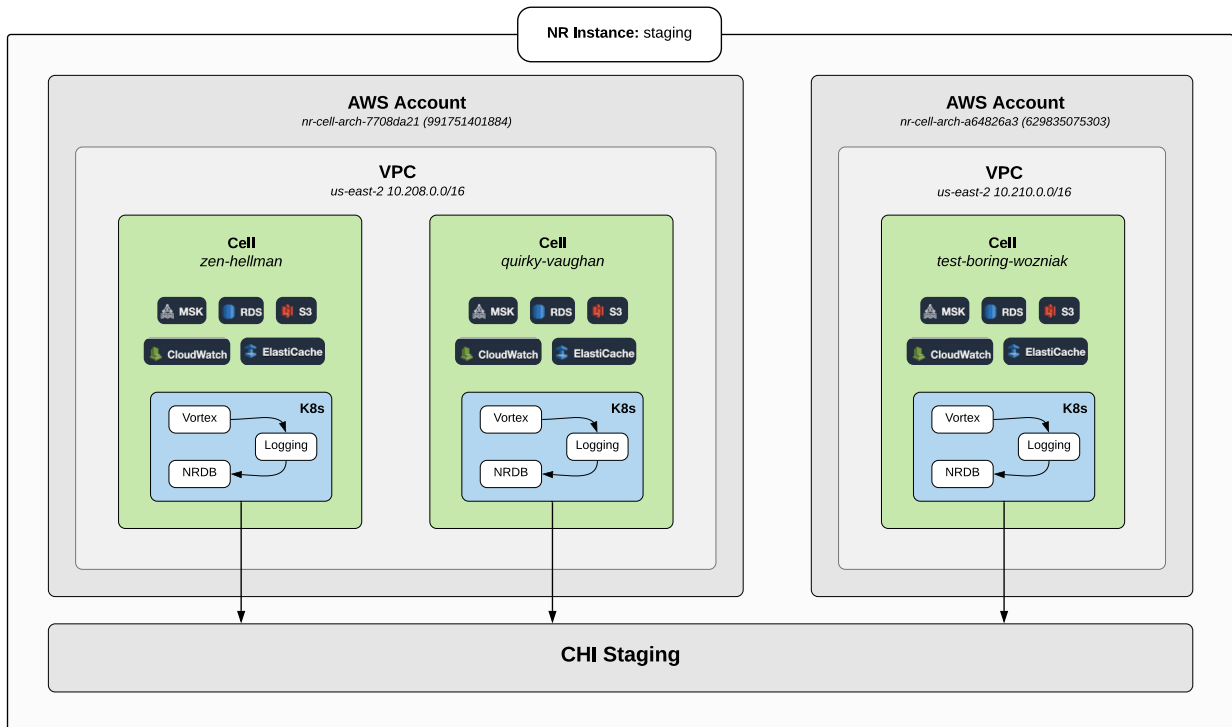 NR Instance: staging
AWS Account
nr-cell-arch-7708da21 (991751401884)
VPC
us-east-2 10.208.0.0/16
Cell
zen-hellman
MSK
RDS
S3
CloudWatch
ElastiCache
K8s
Vortex
Logging
NRDB
Cell
quirky-vaughan
MSK
RDS
S3
CloudWatch
ElastiCache
K8s
Vortex
Logging
NRDB
AWS Account
nr-cell-arch-a64826a3 (629835075303)
VPC
us-east-2 10.210.0.0/16
Cell
test-boring-wozniak
MSK
RDS
S3
CloudWatch
ElastiCache
K8s
Vortex
Logging
NRDB
CHI Staging